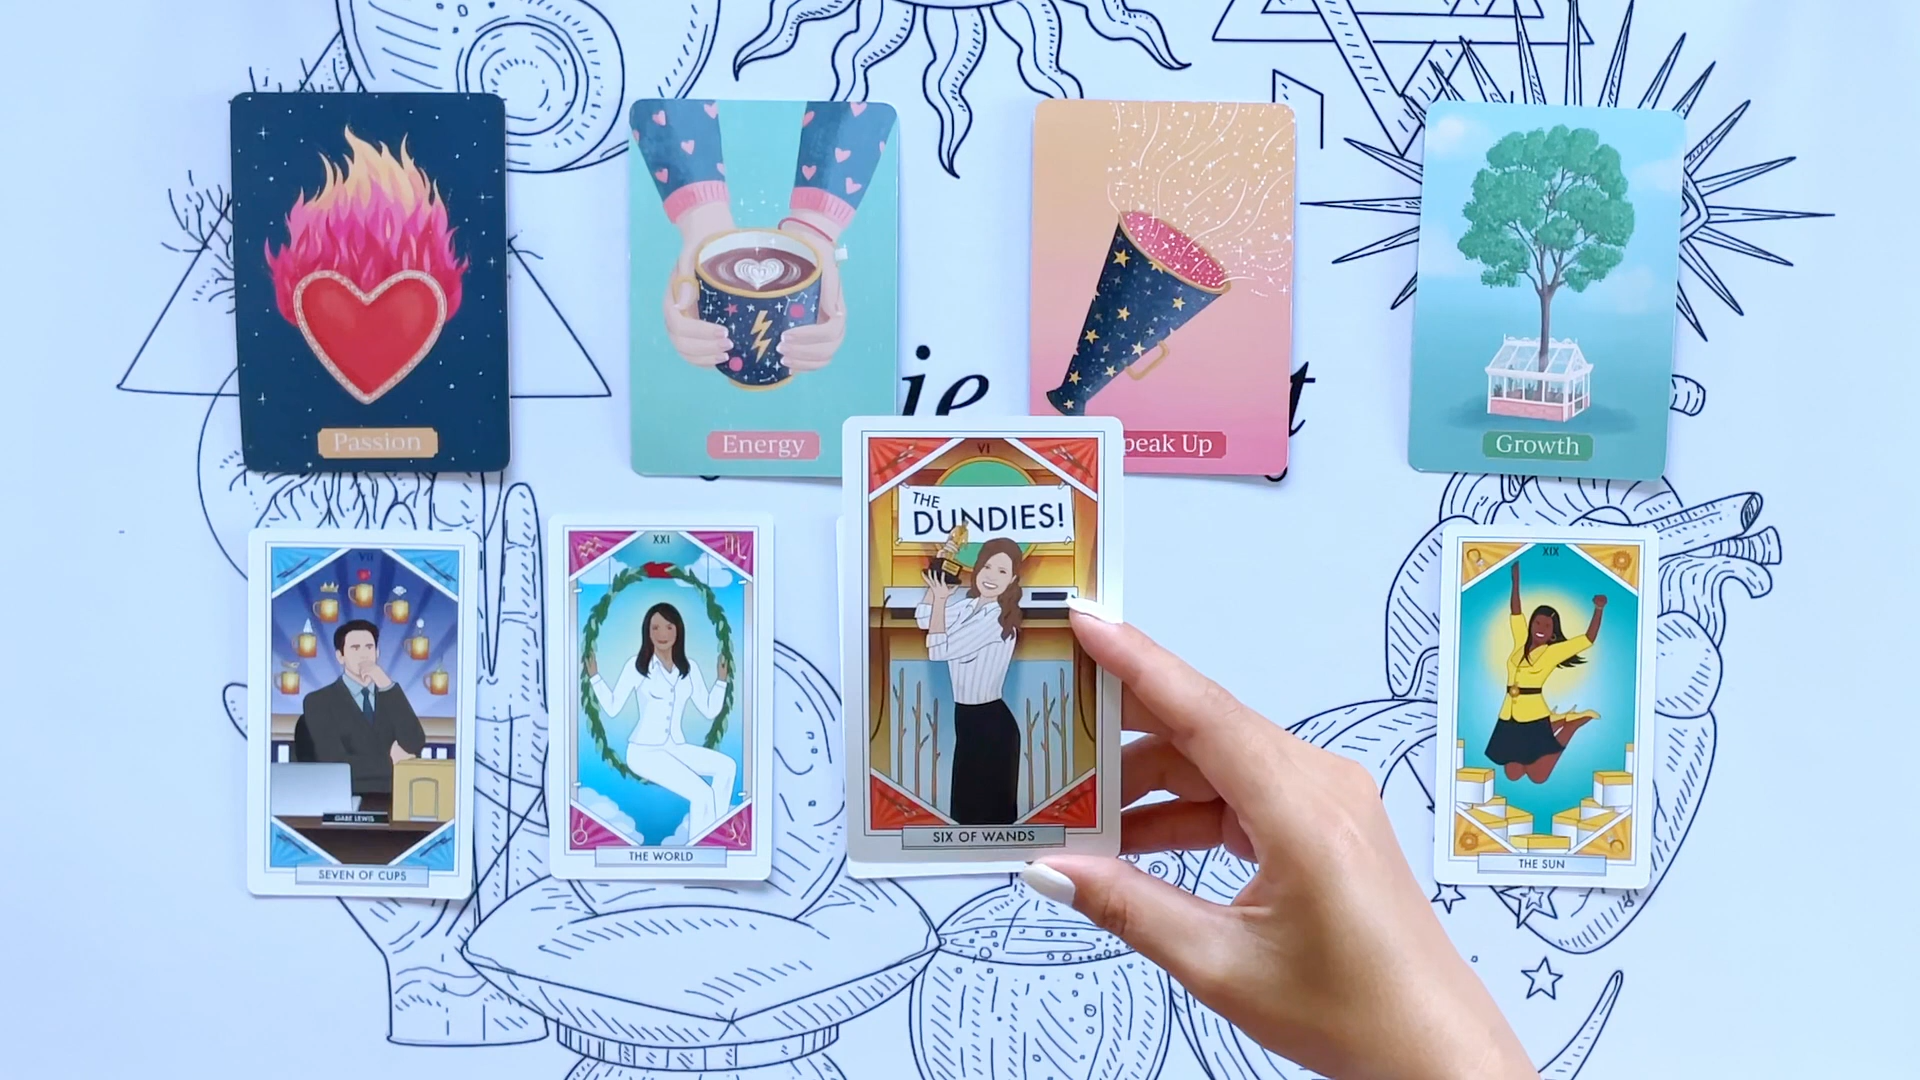 Passion
Energy
peak Up
Growth
ie
t
VI
THE
DUNDIES!
SIX OF WANDS
VII
GABE LEWIS
SEVEN OF CUPS
XXI
THE WORLD
XIX
THE SUN